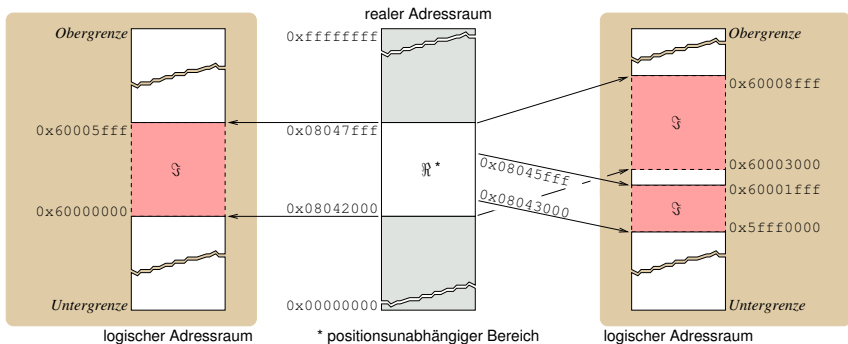 realer Adressraum
Obergrenze
0x60005fff
ℑ
0x60000000
Untergrenze
logischer Adressraum
0xffffffff
0x08047fff
ℜ *
0x08042000
0x00000000
* positionsunabhängiger Bereich
0x08045fff
0x08043000
Obergrenze
0x60008fff
ℑ
0x60003000
0x60001fff
ℑ
0x5fff0000
Untergrenze
logischer Adressraum